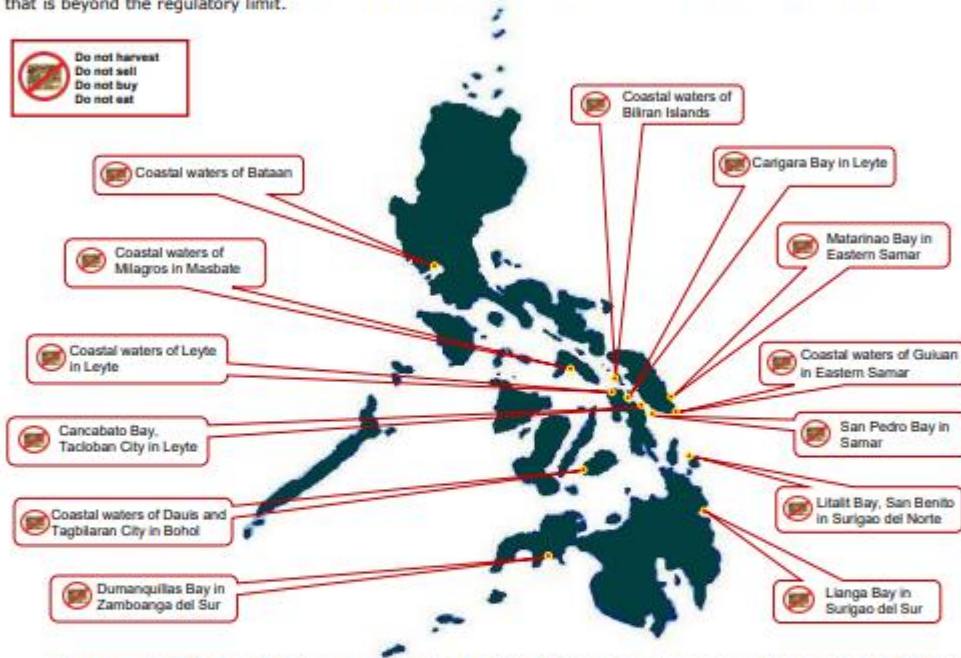 that is beyond the regulatory limit.
Do not harvest
Do not sell
Do not buy
Do not eat
Coastal waters of
Biliran Islands
Coastal waters of Bataan
Carigara Bay in Leyte
Coastal waters of
Milagros in Masbate
Matarinao Bay in
Eastern Samar
Coastal waters of Leyte
in Leyte
Coastal waters of Guiuan
in Eastern Samar
Cancabato Bay,
Tacloban City in Leyte
San Pedro Bay in
Samar
Coastal waters of Dauis and
Tagbilaran City in Bohol
Litalit Bay, San Benito
in Surigao del Norte
Dumanquillas Bay in
Zamboanga del Sur
Lianga Bay in
Surigao del Sur